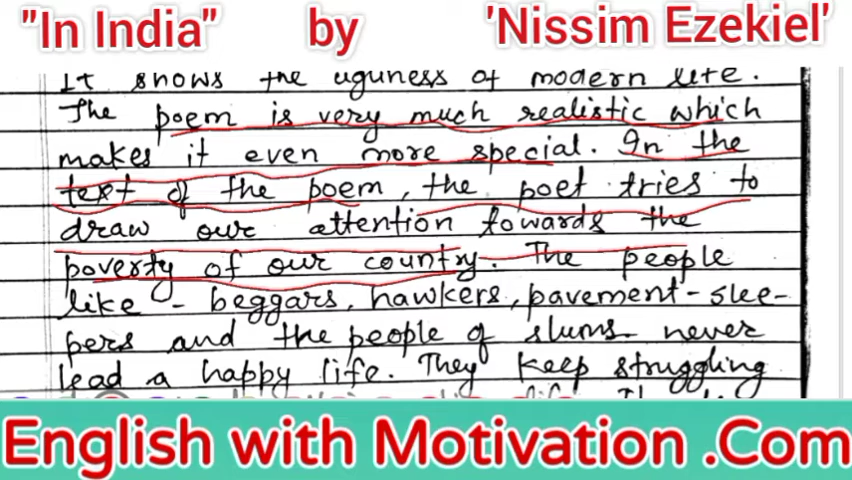 "In India" by 'Nissim Ezekiel'
It shows the ugliness of modern life.
The poem is very much realistic which
makes it even more special. In the
text of the poem, the poet tries to
draw our attention towards the
poverty of our country. The people
like - beggars, hawkers, pavement-slee-
pers and the people of slums never
lead a happy life. They keep struggling
English with Motivation .Com